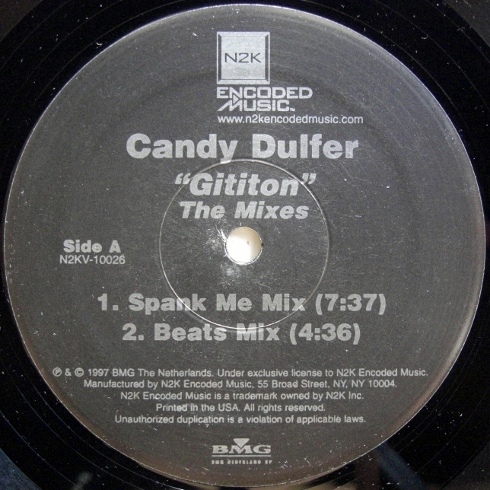 N2K
ENCODED
MUSIC™
www.n2kencodedmusic.com
Candy Dulfer
"Gititon"
The Mixes
Side A
N2KV-10026
1. Spank Me Mix (7:37)
2. Beats Mix (4:36)
℗ & © 1997 BMG The Netherlands. Under exclusive license to N2K Encoded Music.
Manufactured by N2K Encoded Music, 55 Broad Street, NY, NY 10004.
N2K Encoded Music is a trademark owned by N2K Inc.
Printed in the USA. All rights reserved.
Unauthorized duplication is a violation of applicable laws.
BMG